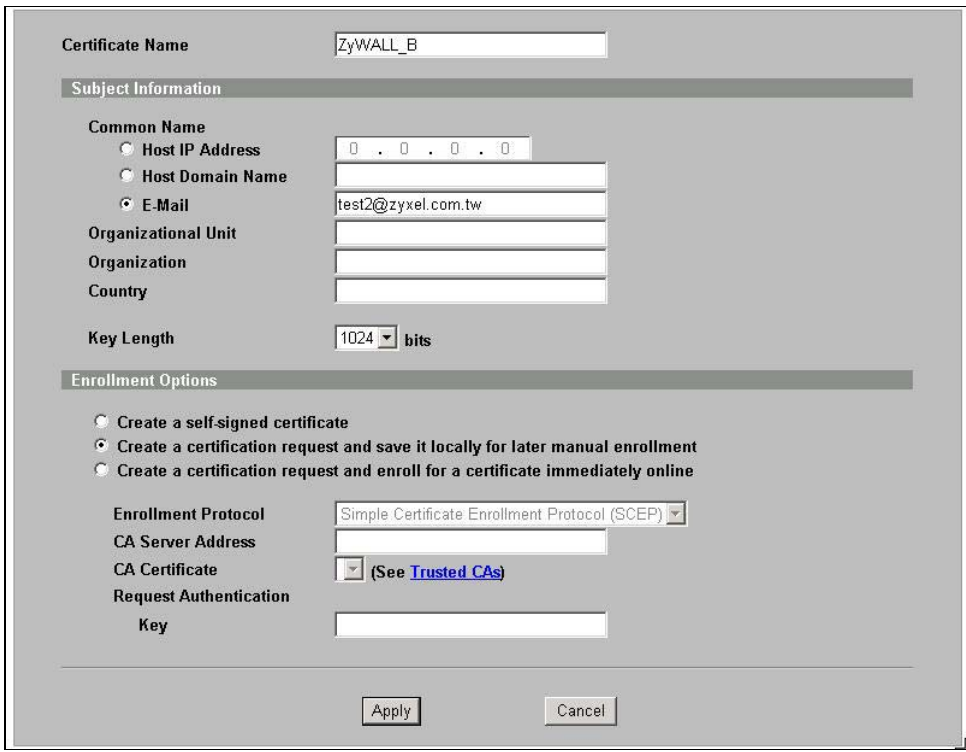 Certificate Name ZyWALL_B
Subject Information
Common Name
Host IP Address 0 . 0 . 0 . 0
Host Domain Name
E-Mail test2@zyxel.com.tw
Organizational Unit
Organization
Country
Key Length 1024 bits
Enrollment Options
Create a self-signed certificate
Create a certification request and save it locally for later manual enrollment
Create a certification request and enroll for a certificate immediately online
Enrollment Protocol Simple Certificate Enrollment Protocol (SCEP)
CA Server Address
CA Certificate (See Trusted CAs)
Request Authentication
Key
Apply Cancel